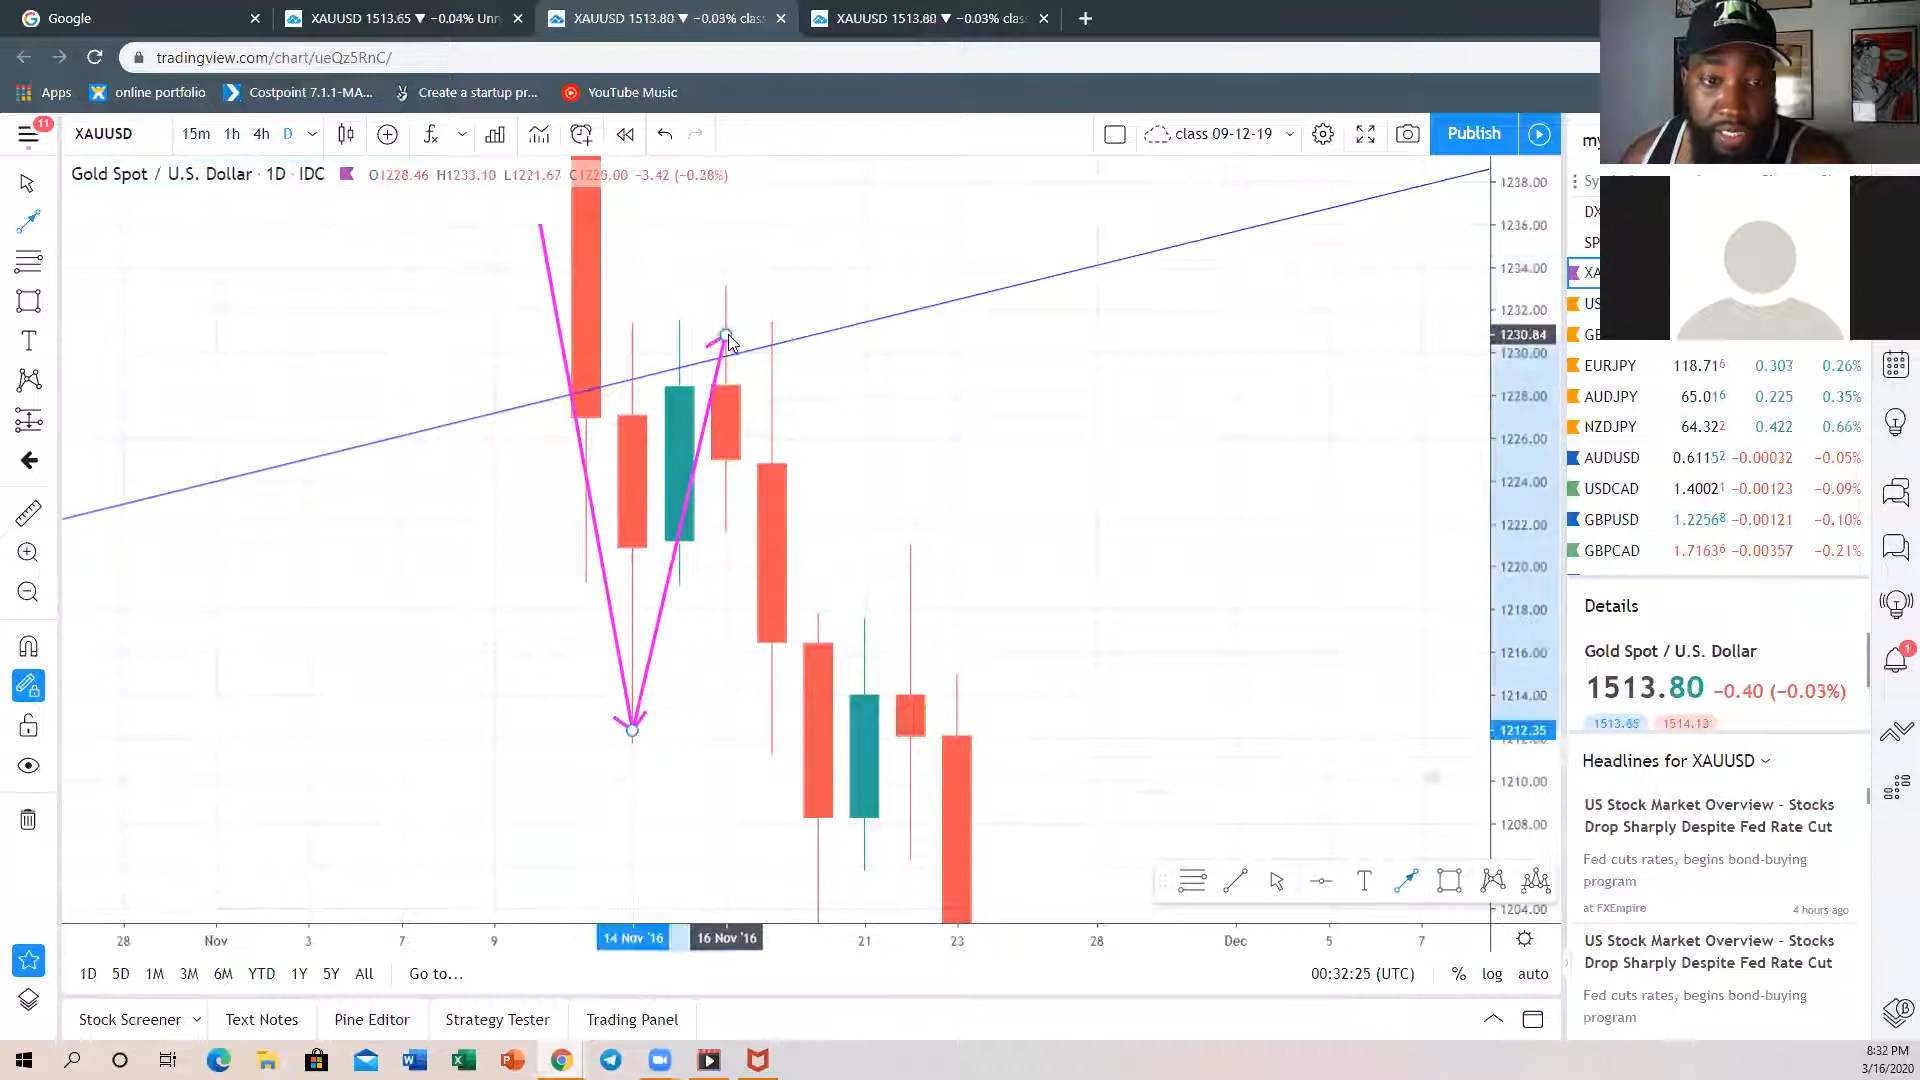 Google
XAUUSD 1513.65 ▼ −0.04% Unn
XAUUSD 1513.80 ▼ −0.03% clas
XAUUSD 1513.80 ▼ −0.03% clas
tradingview.com/chart/ueQz5RnC/
Apps
online portfolio
Costpoint 7.1.1-MA...
Create a startup pr...
YouTube Music
11
XAUUSD
15m 1h 4h D
class 09-12-19
Publish
my
Gold Spot / U.S. Dollar · 1D · IDC
O1228.46 H1233.10 L1221.67 C1225.00 −3.42 (−0.28%)
1238.00
1236.00
1234.00
1232.00
1230.84
1230.00
1228.00
1226.00
1224.00
1222.00
1220.00
1218.00
1216.00
1214.00
1212.35
1210.00
1208.00
1204.00
Sy
DX
SP
XA
US
GE
EURJPY 118.716 0.303 0.26%
AUDJPY 65.016 0.225 0.35%
NZDJPY 64.322 0.422 0.66%
AUDUSD 0.61152 −0.00032 −0.05%
USDCAD 1.40021 −0.00123 −0.09%
GBPUSD 1.22568 −0.00121 −0.10%
GBPCAD 1.71636 −0.00357 −0.21%
Details
Gold Spot / U.S. Dollar
1513.80 −0.40 (−0.03%)
1513.65 1514.13
1
Headlines for XAUUSD
US Stock Market Overview - Stocks
Drop Sharply Despite Fed Rate Cut
Fed cuts rates, begins bond-buying
program
at FXEmpire 4 hours ago
US Stock Market Overview - Stocks
Drop Sharply Despite Fed Rate Cut
Fed cuts rates, begins bond-buying
program
28 Nov 3 7 9 14 Nov '16 16 Nov '16 21 23 28 Dec 5 7
1D 5D 1M 3M 6M YTD 1Y 5Y All Go to...
00:32:25 (UTC) % log auto
Stock Screener Text Notes Pine Editor Strategy Tester Trading Panel
8:32 PM
3/16/2020